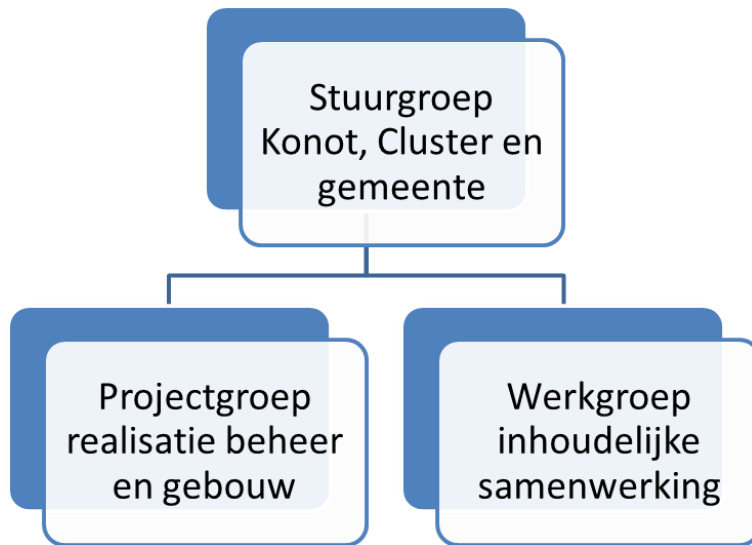 Stuurgroep
Konot, Cluster en
gemeente
Projectgroep
realisatie beheer
en gebouw
Werkgroep
inhoudelijke
samenwerking